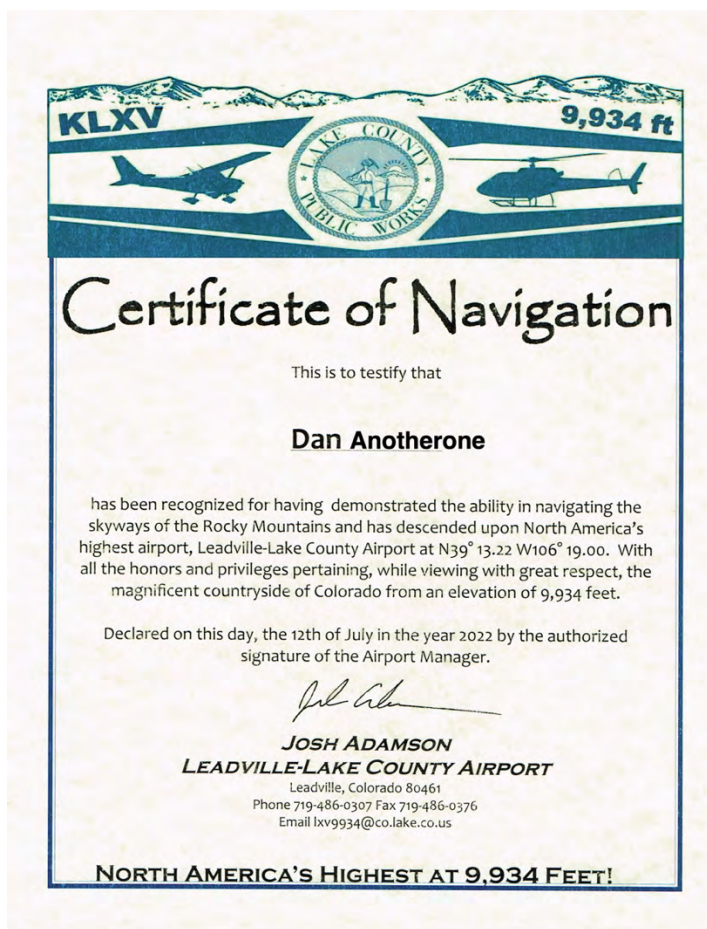 KLXV
9,934 ft
LAKE COUNTY
PUBLIC WORKS
Certificate of Navigation
This is to testify that
Dan Anotherone
has been recognized for having demonstrated the ability in navigating the
skyways of the Rocky Mountains and has descended upon North America's
highest airport, Leadville-Lake County Airport at N39° 13.22 W106° 19.00. With
all the honors and privileges pertaining, while viewing with great respect, the
magnificent countryside of Colorado from an elevation of 9,934 feet.
Declared on this day, the 12th of July in the year 2022 by the authorized
signature of the Airport Manager.
JOSH ADAMSON
LEADVILLE-LAKE COUNTY AIRPORT
Leadville, Colorado 80461
Phone 719-486-0307 Fax 719-486-0376
Email lxv9934@co.lake.co.us
NORTH AMERICA'S HIGHEST AT 9,934 FEET!